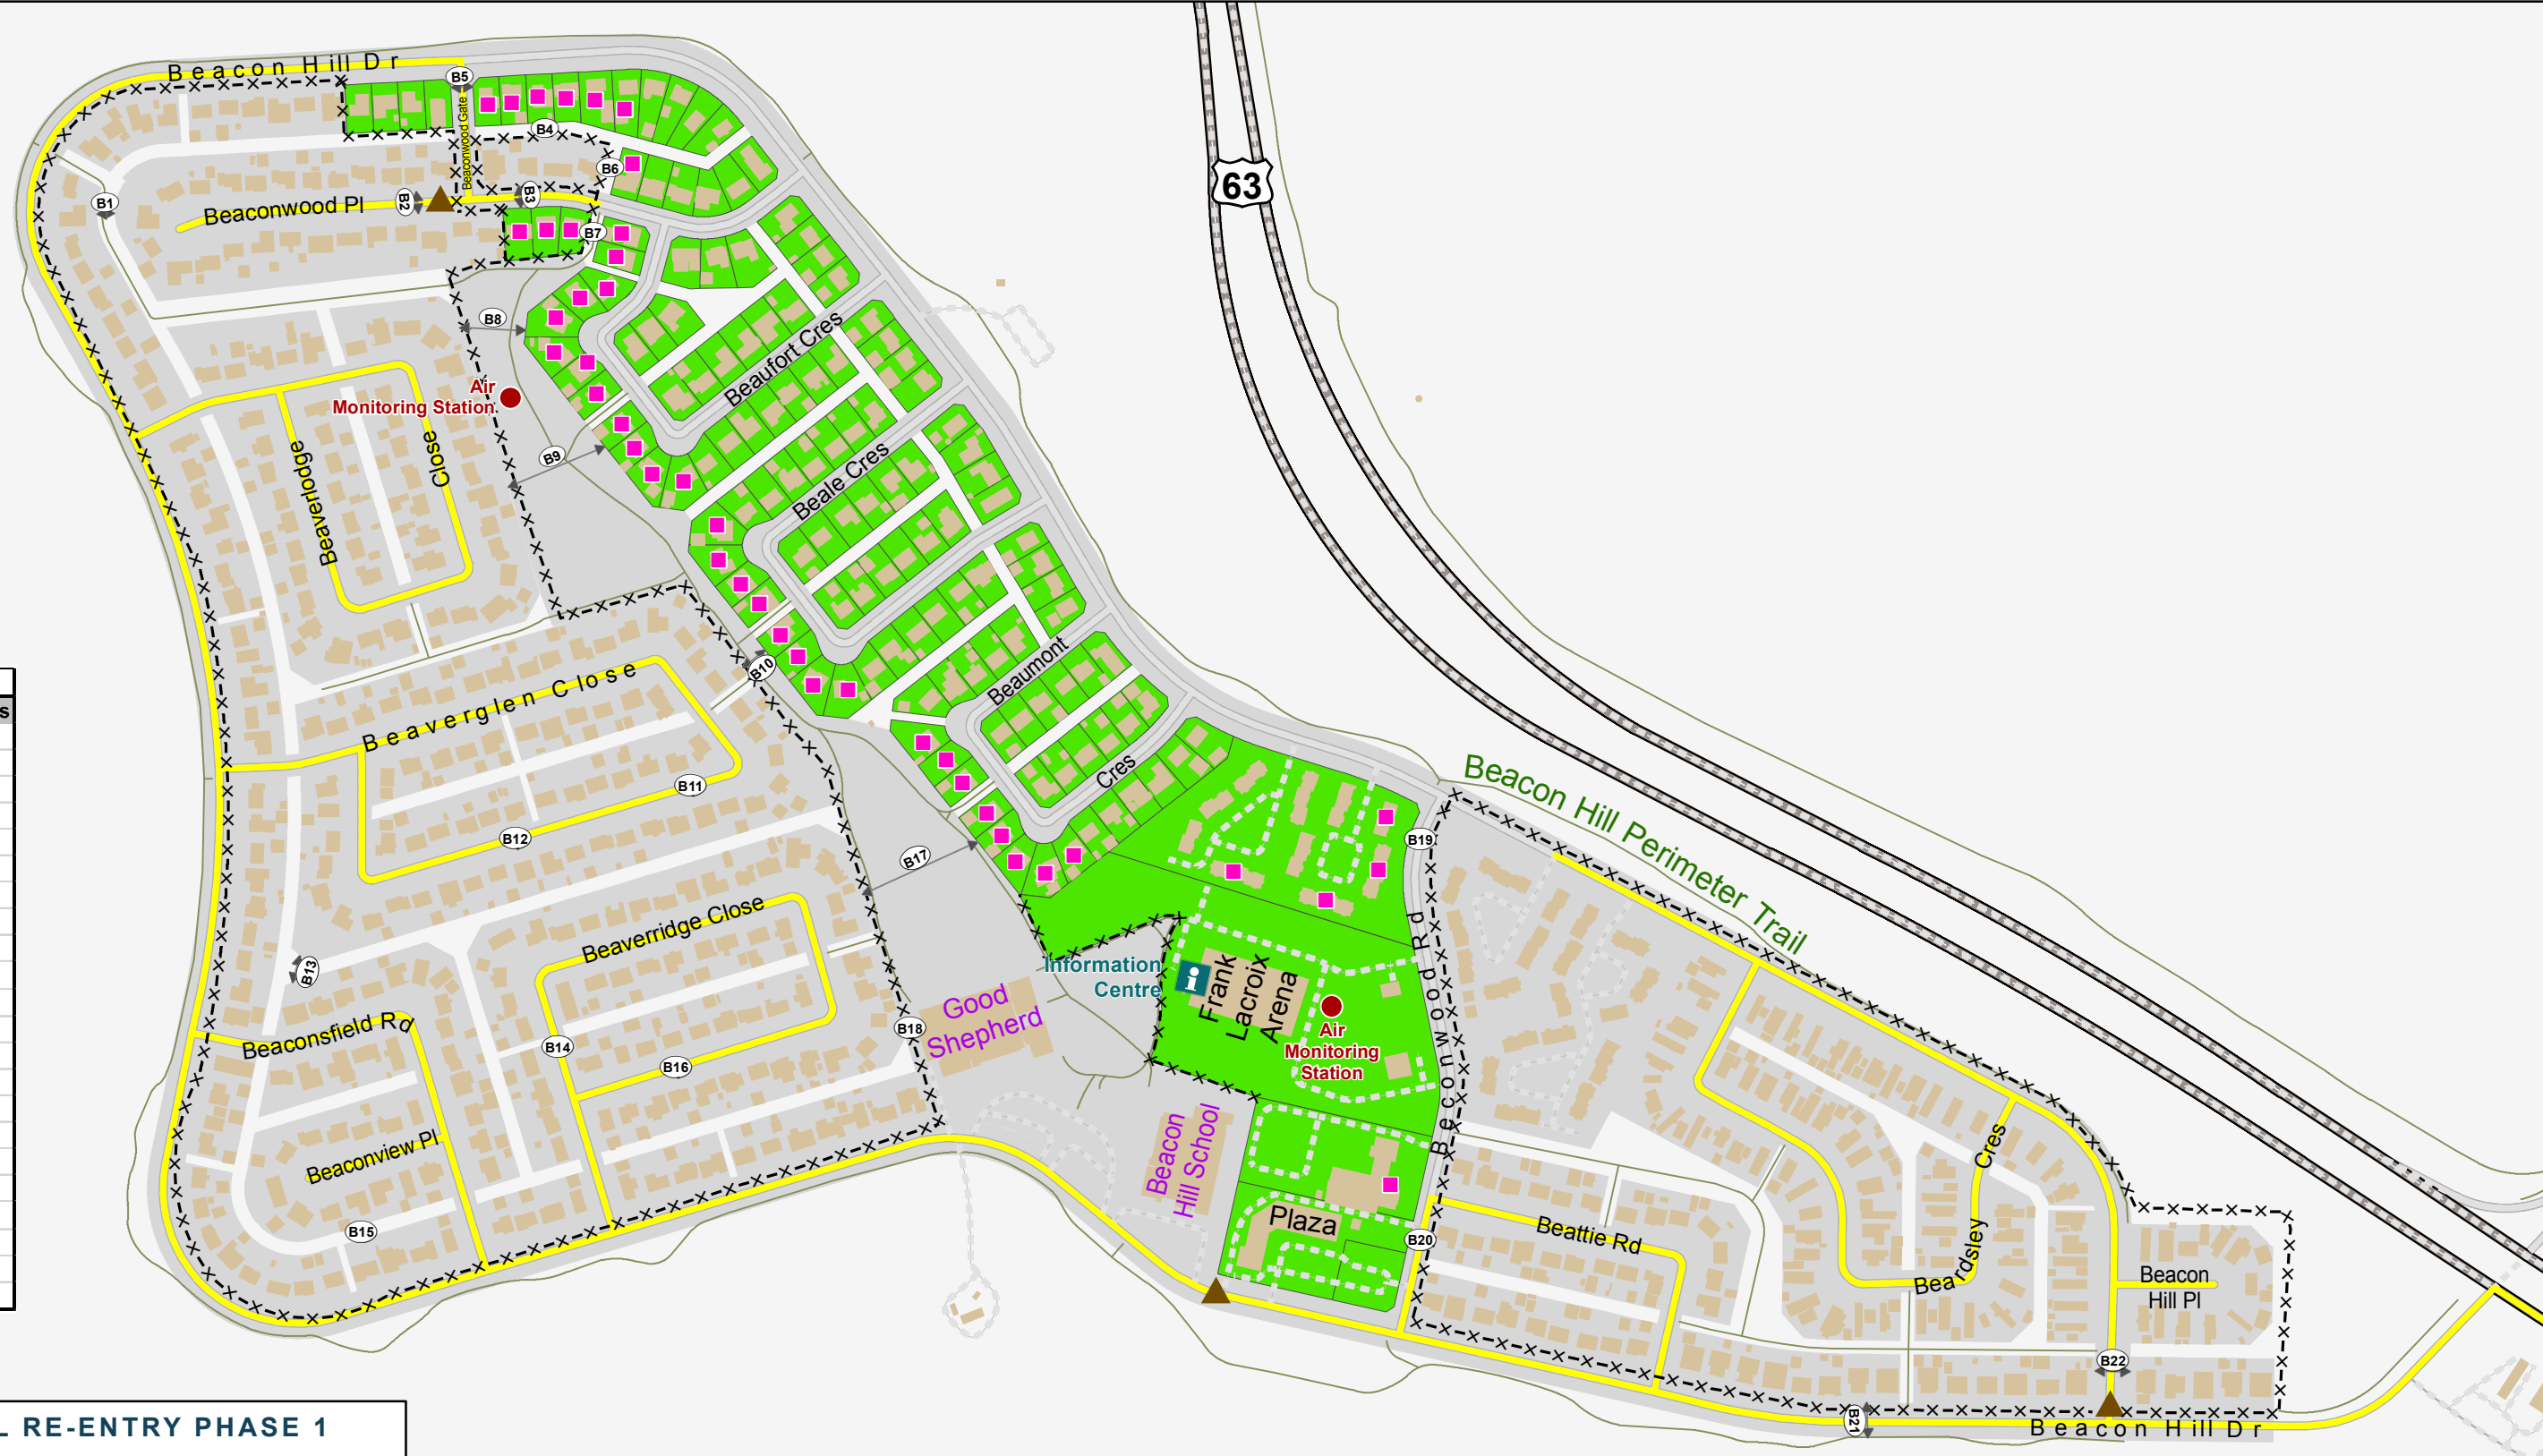 Beacon Hill Dr
B5
Beaconwood Gate
B4
B6
63
B1
B2
B3
Beaconwood Pl
B7
B8
Air
Monitoring Station
Beaufort Cres
Beaverlodge
Close
B9
Beale Cres
B10
Beaumont
Cres
Beaverglen Close
s
B11
B12
B17
B19
Beacon Hill Perimeter Trail
Beaverridge Close
B13
Information
Centre
i
Frank
Lacroix
Arena
Good
Shepherd
Beaconsfield Rd
B18
B14
B16
Air
Monitoring
Station
Beaconwood Rd
Beacon
Hill School
Beaconview Pl
B15
Plaza
B20
Beattie Rd
Cres
Beardsley
Beacon
Hill Pl
B22
B21
Beacon Hill Dr
L RE-ENTRY PHASE 1